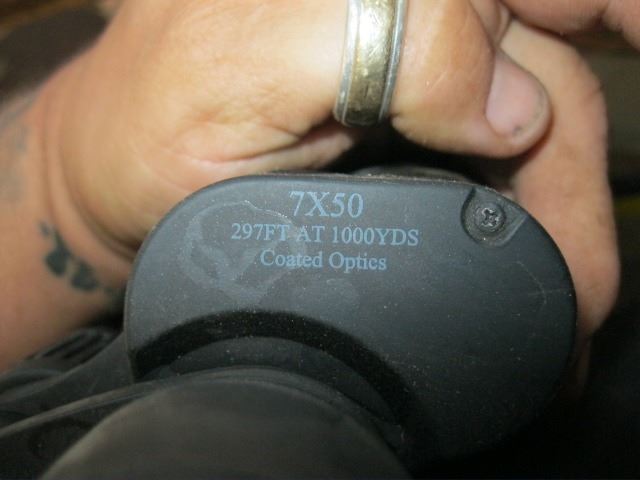 7X50
297FT AT 1000YDS
Coated Optics